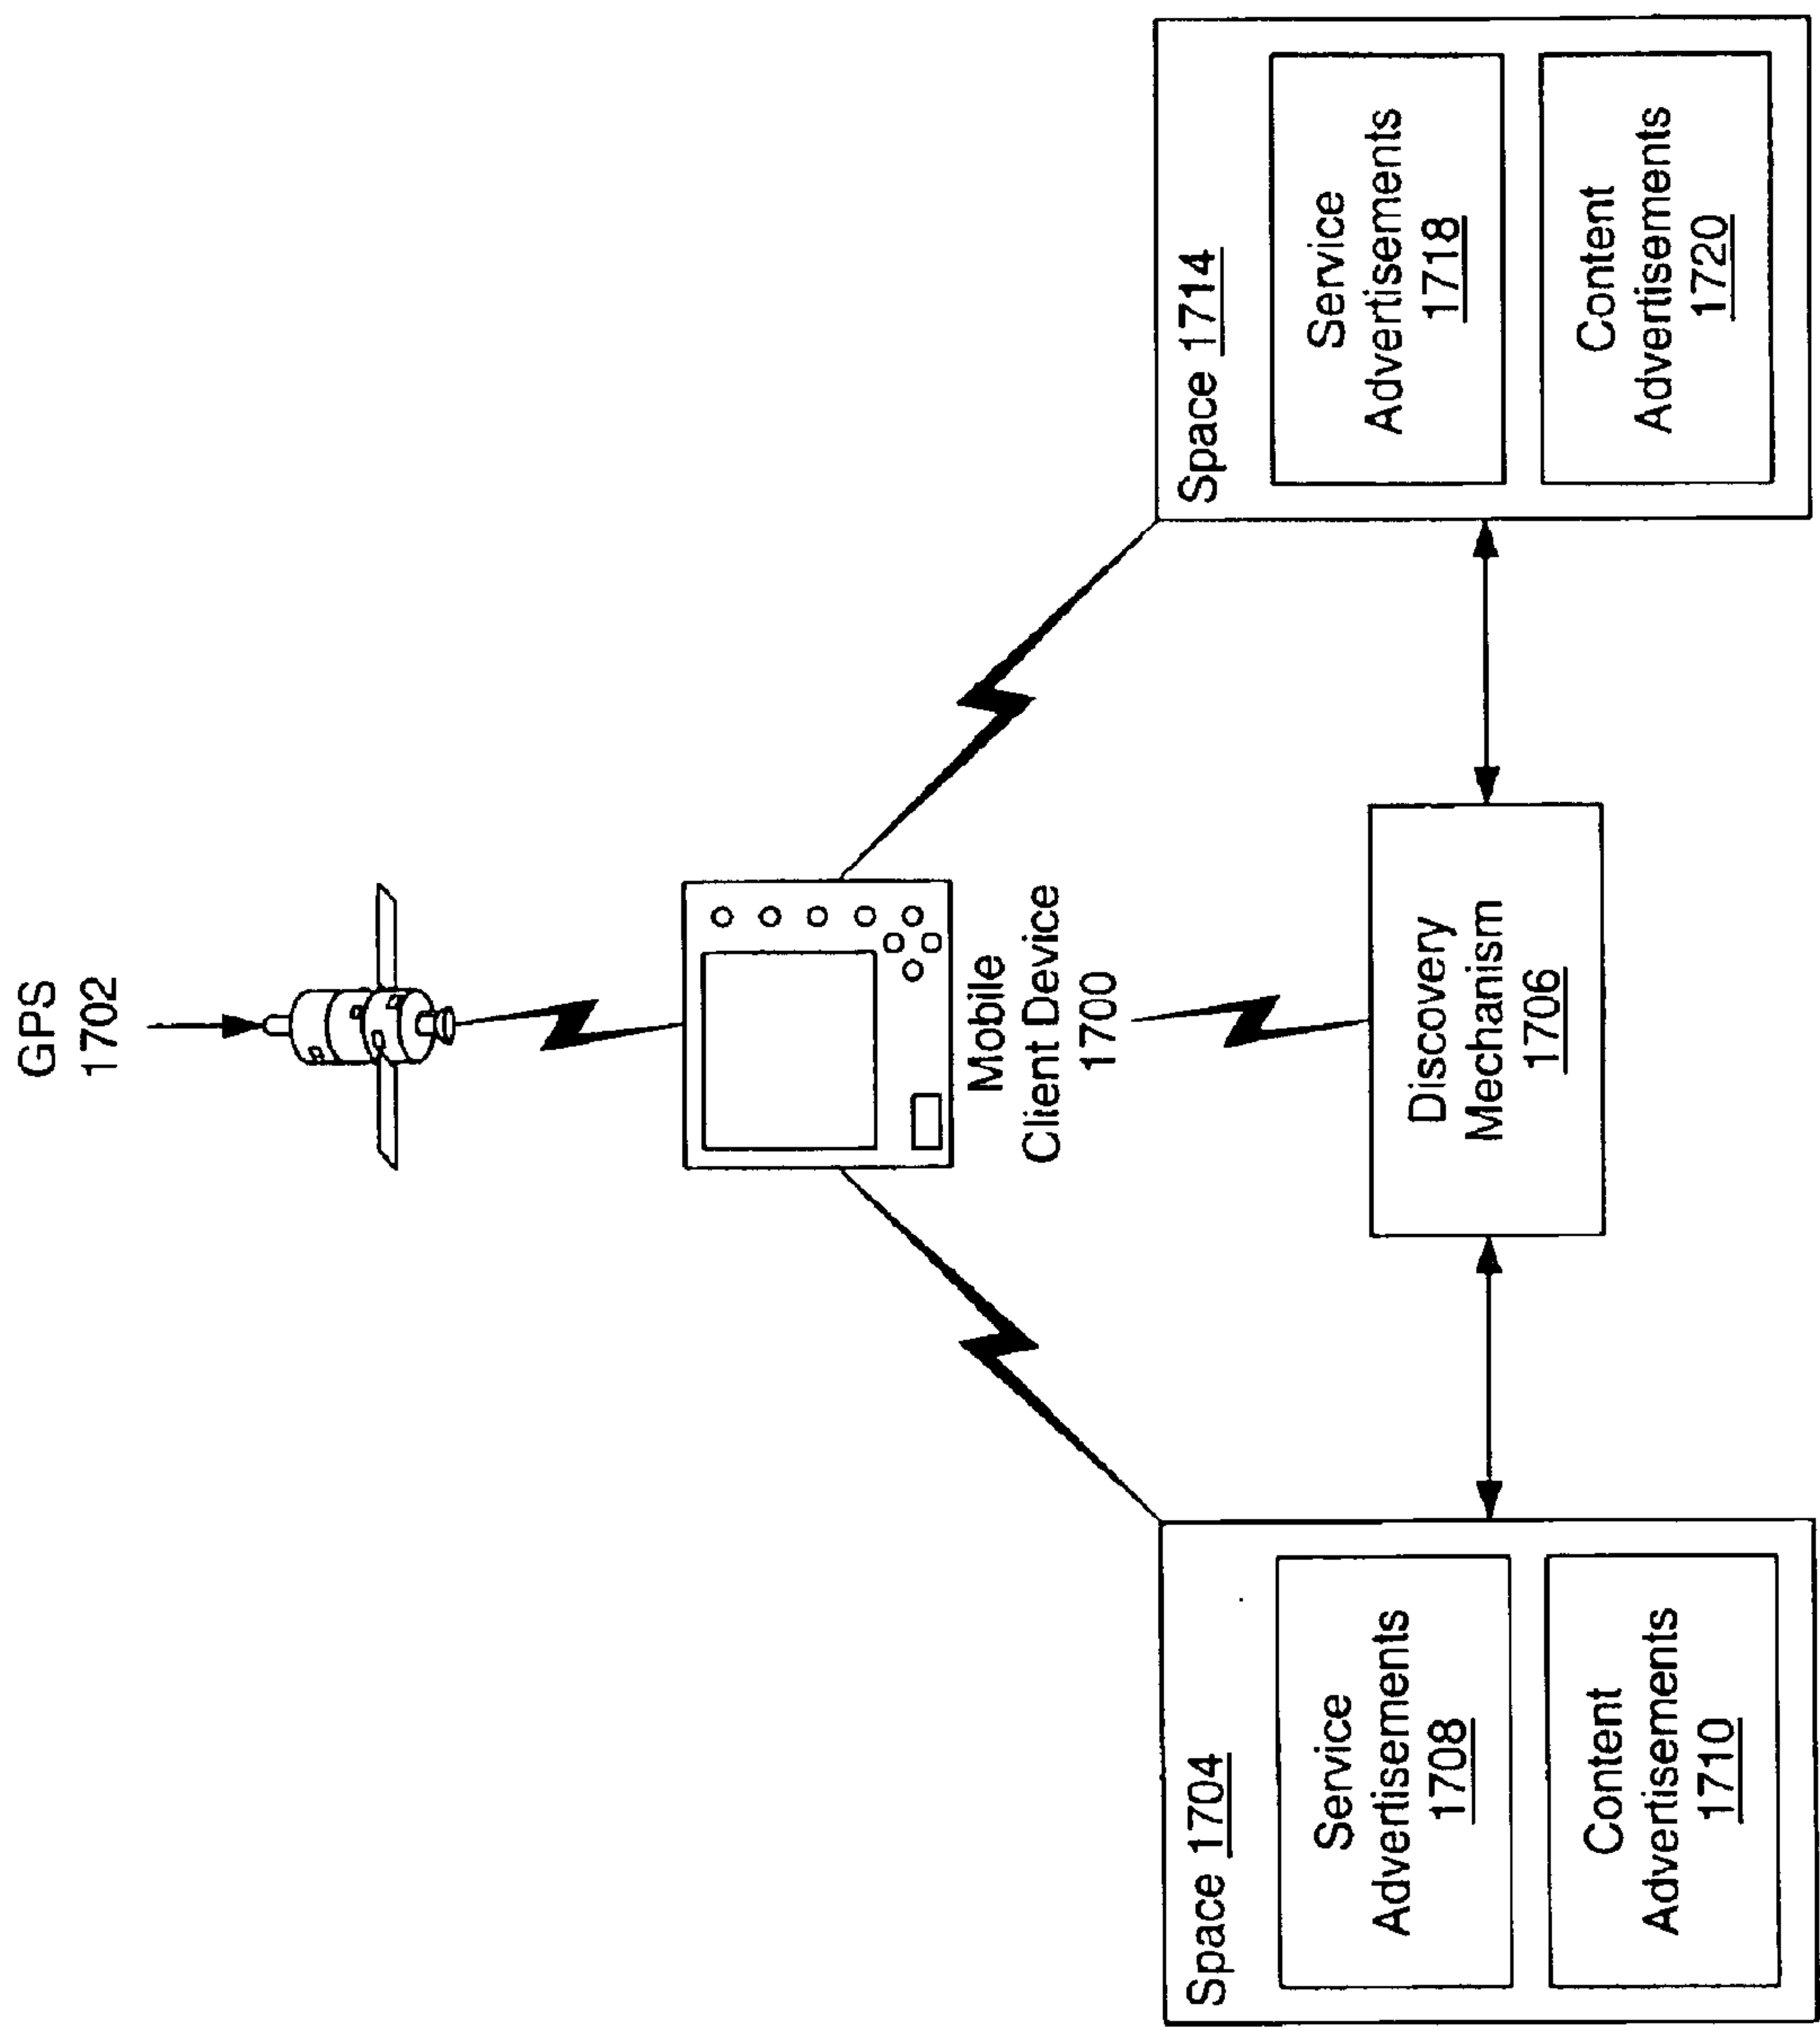 GPS
1702
Mobile
Client Device
1700
Space 1704
Service
Advertisements
1708
Content
Advertisements
1710
Discovery
Mechanism
1706
Space 1714
Service
Advertisements
1718
Content
Advertisements
1720